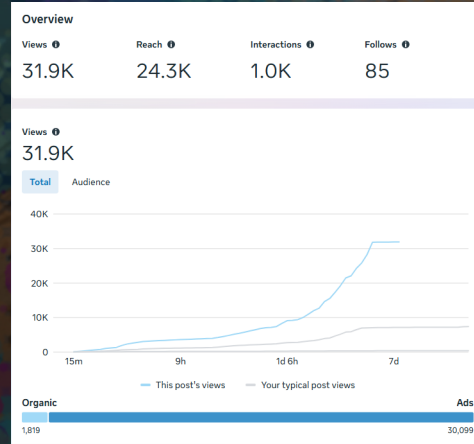 Overview
Views Reach Interactions Follows
31.9K 24.3K 1.0K 85
Views
31.9K
Total Audience
40K
30K
20K
10K
0
15m 9h 1d 6h 7d
This post's views Your typical post views
Organic Ads
1,819 30,099